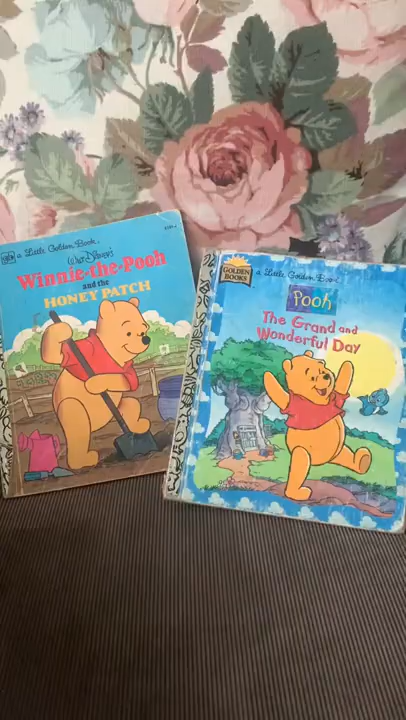 a Little Golden Book
Walt Disney's
Winnie-the-Pooh
and the
HONEY PATCH
GOLDEN
BOOKS
a Little Golden Book
Pooh
The Grand and
Wonderful Day